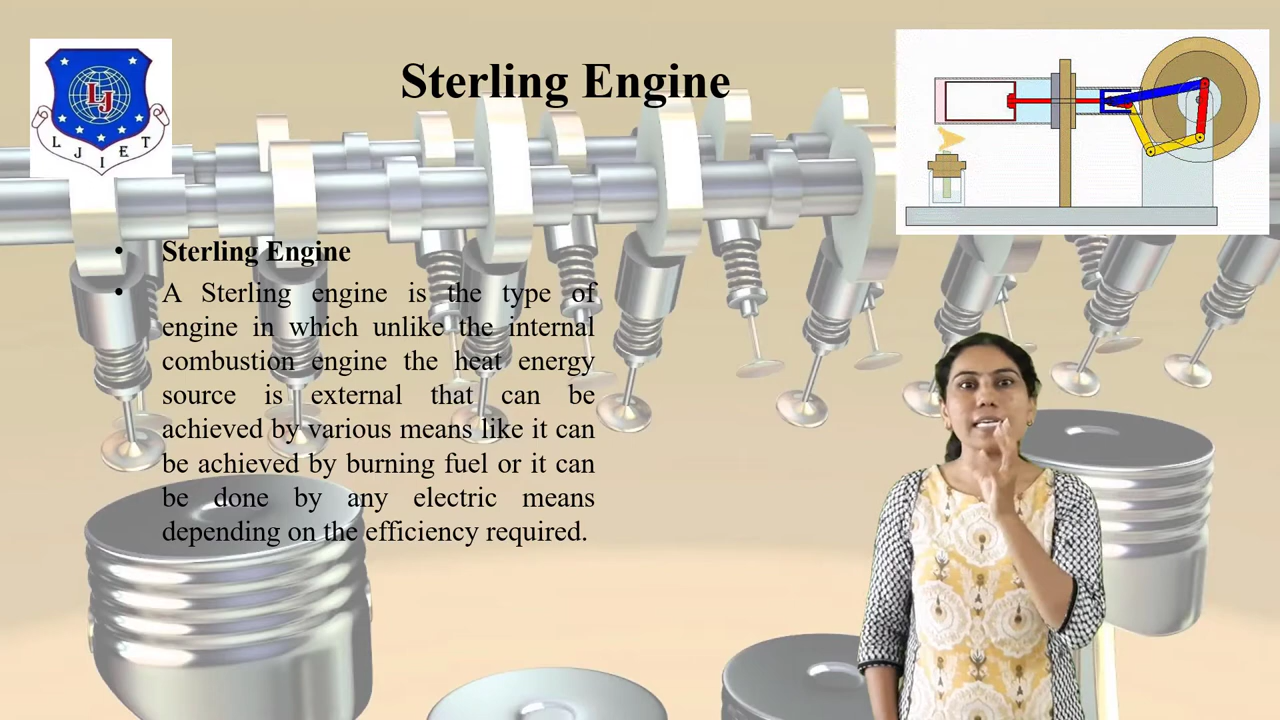 Sterling Engine
LJ
LJIET
• Sterling Engine
• A Sterling engine is the type of
engine in which unlike the internal
combustion engine the heat energy
source is external that can be
achieved by various means like it can
be achieved by burning fuel or it can
be done by any electric means
depending on the efficiency required.